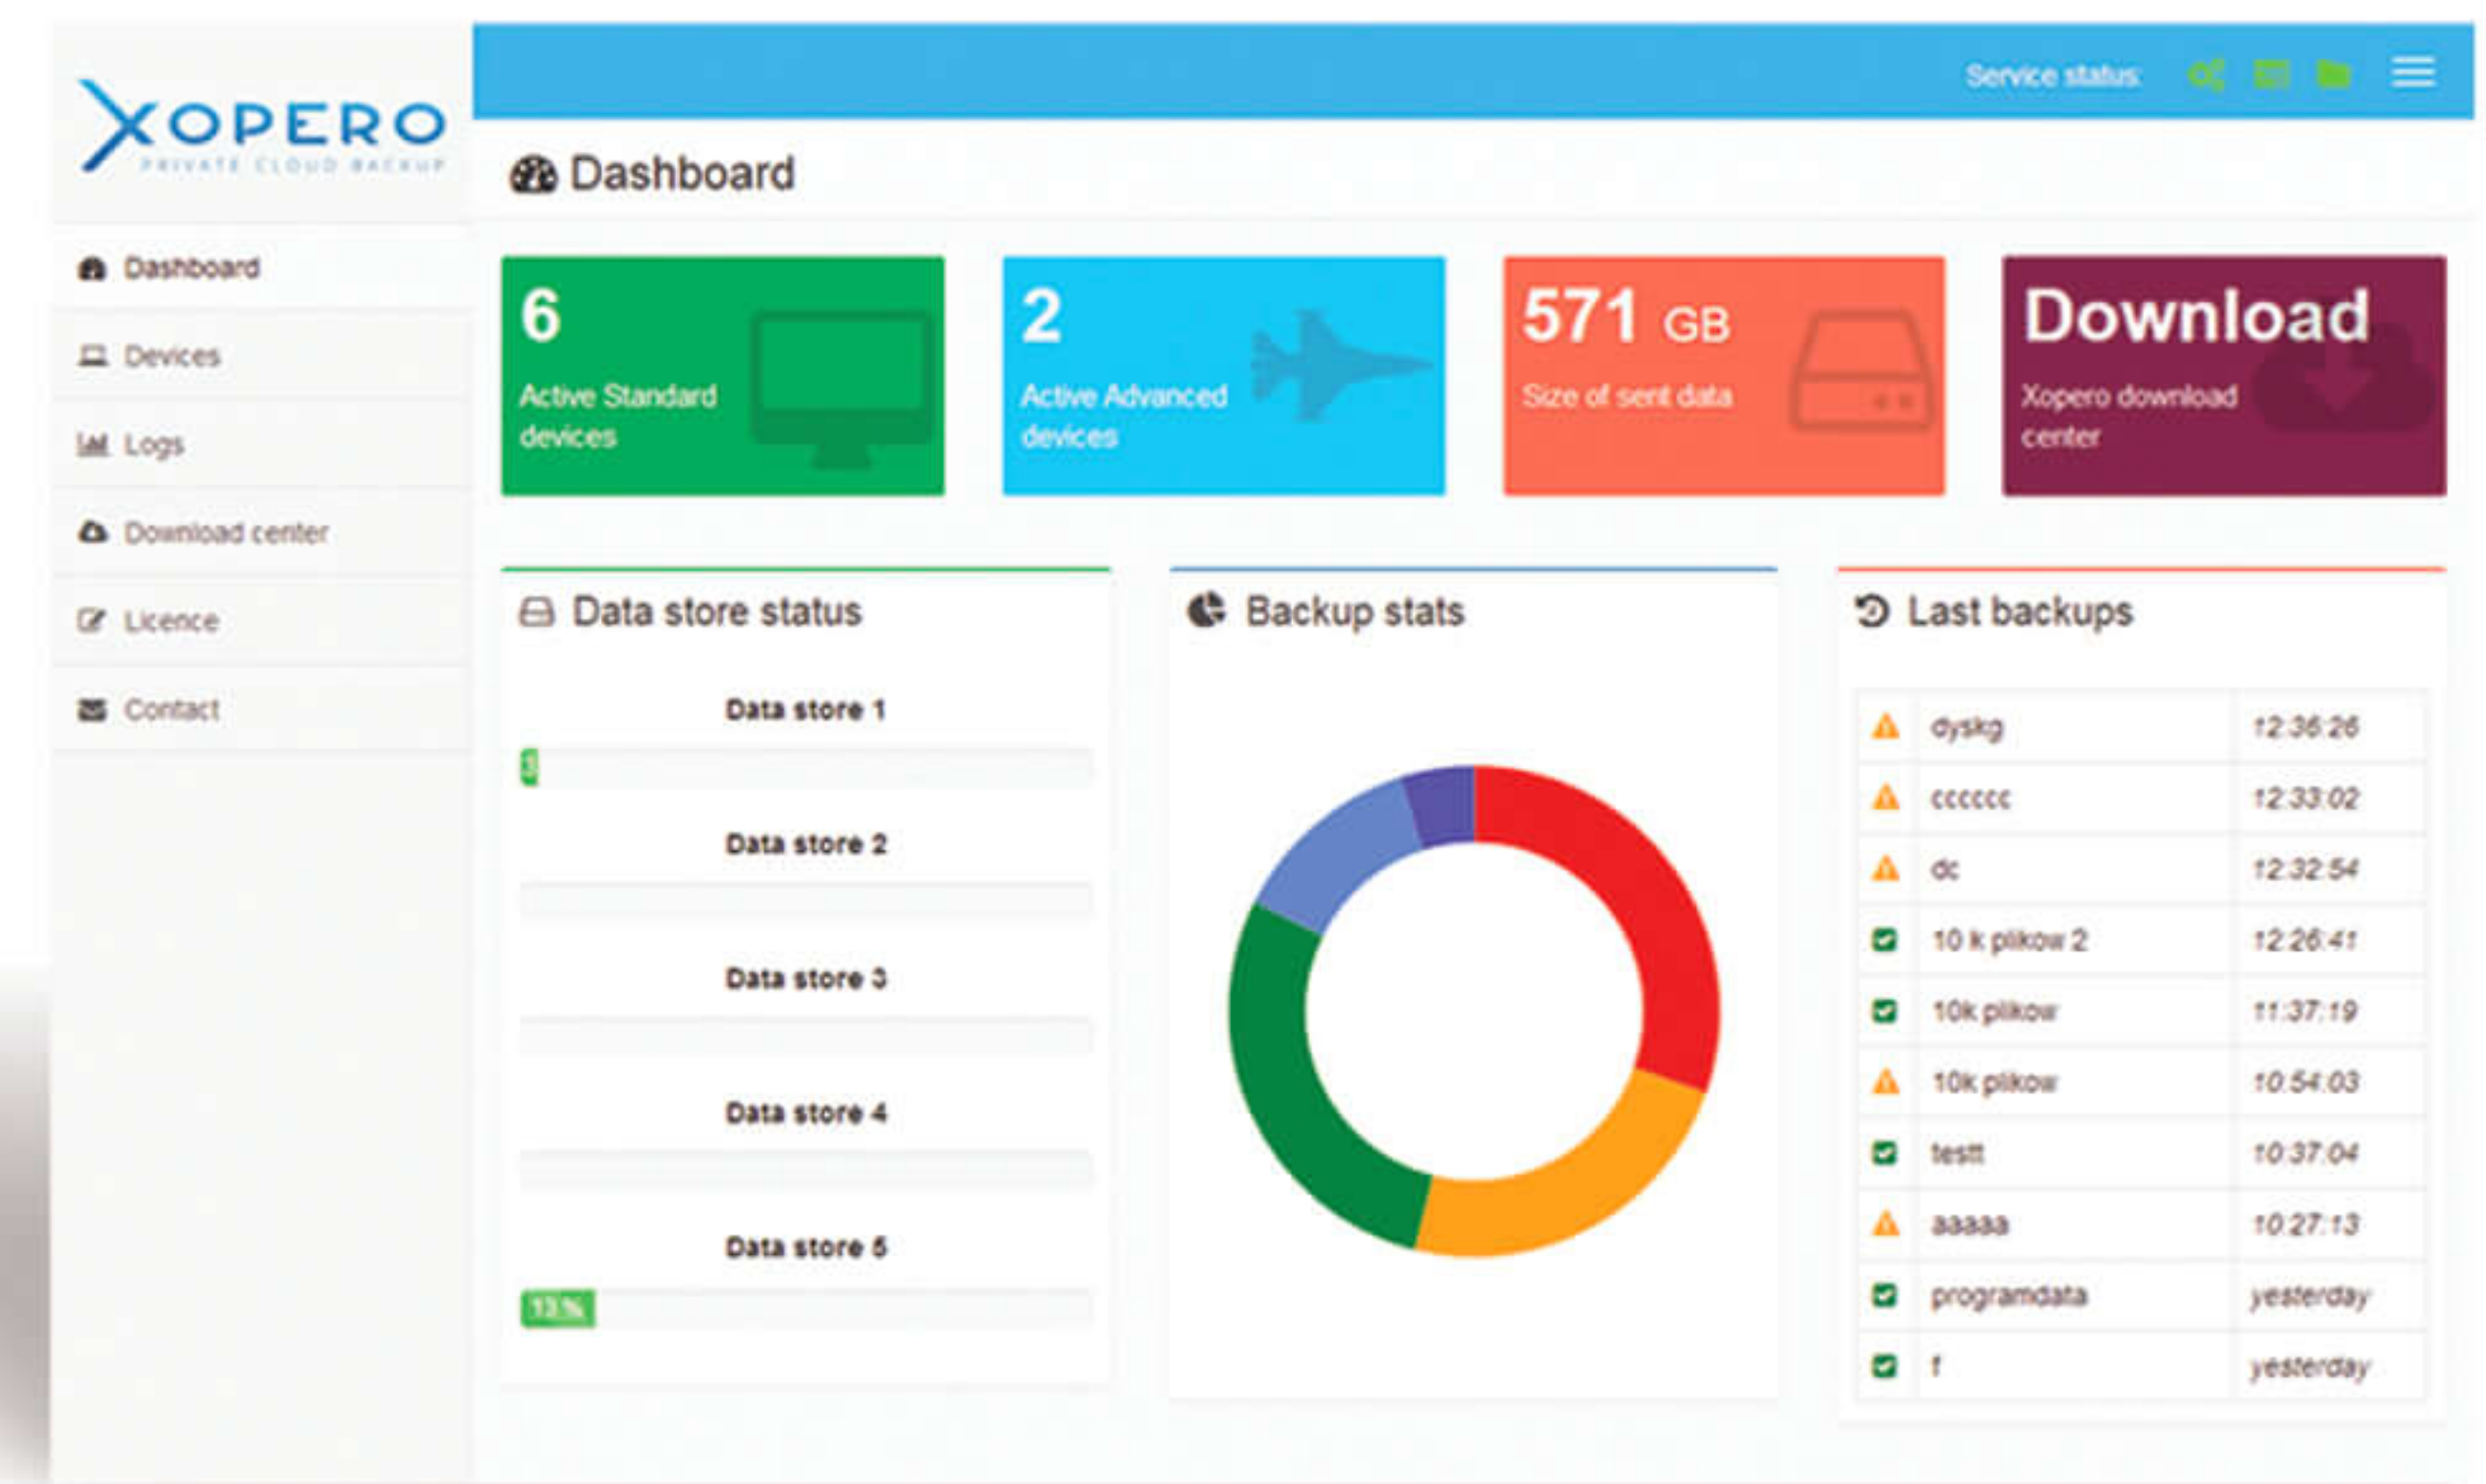 XOPERO
PRIVATE CLOUD BACKUP
Service status:
Dashboard
Dashboard
Devices
Logs
Download center
Licence
Contact
6
Active Standard
devices
2
Active Advanced
devices
571 GB
Size of sent data
Download
Xopero download
center
Data store status
Data store 1
3
Data store 2
Data store 3
Data store 4
Data store 5
13 %
Backup stats
Last backups
dyskg 12:36:26
cccccc 12:33:02
dc 12:32:54
10 k plikow 2 12:26:41
10k plikow 11:37:19
10k plikow 10:54:03
testt 10:37:04
aaaaa 10:27:13
programdata yesterday
f yesterday